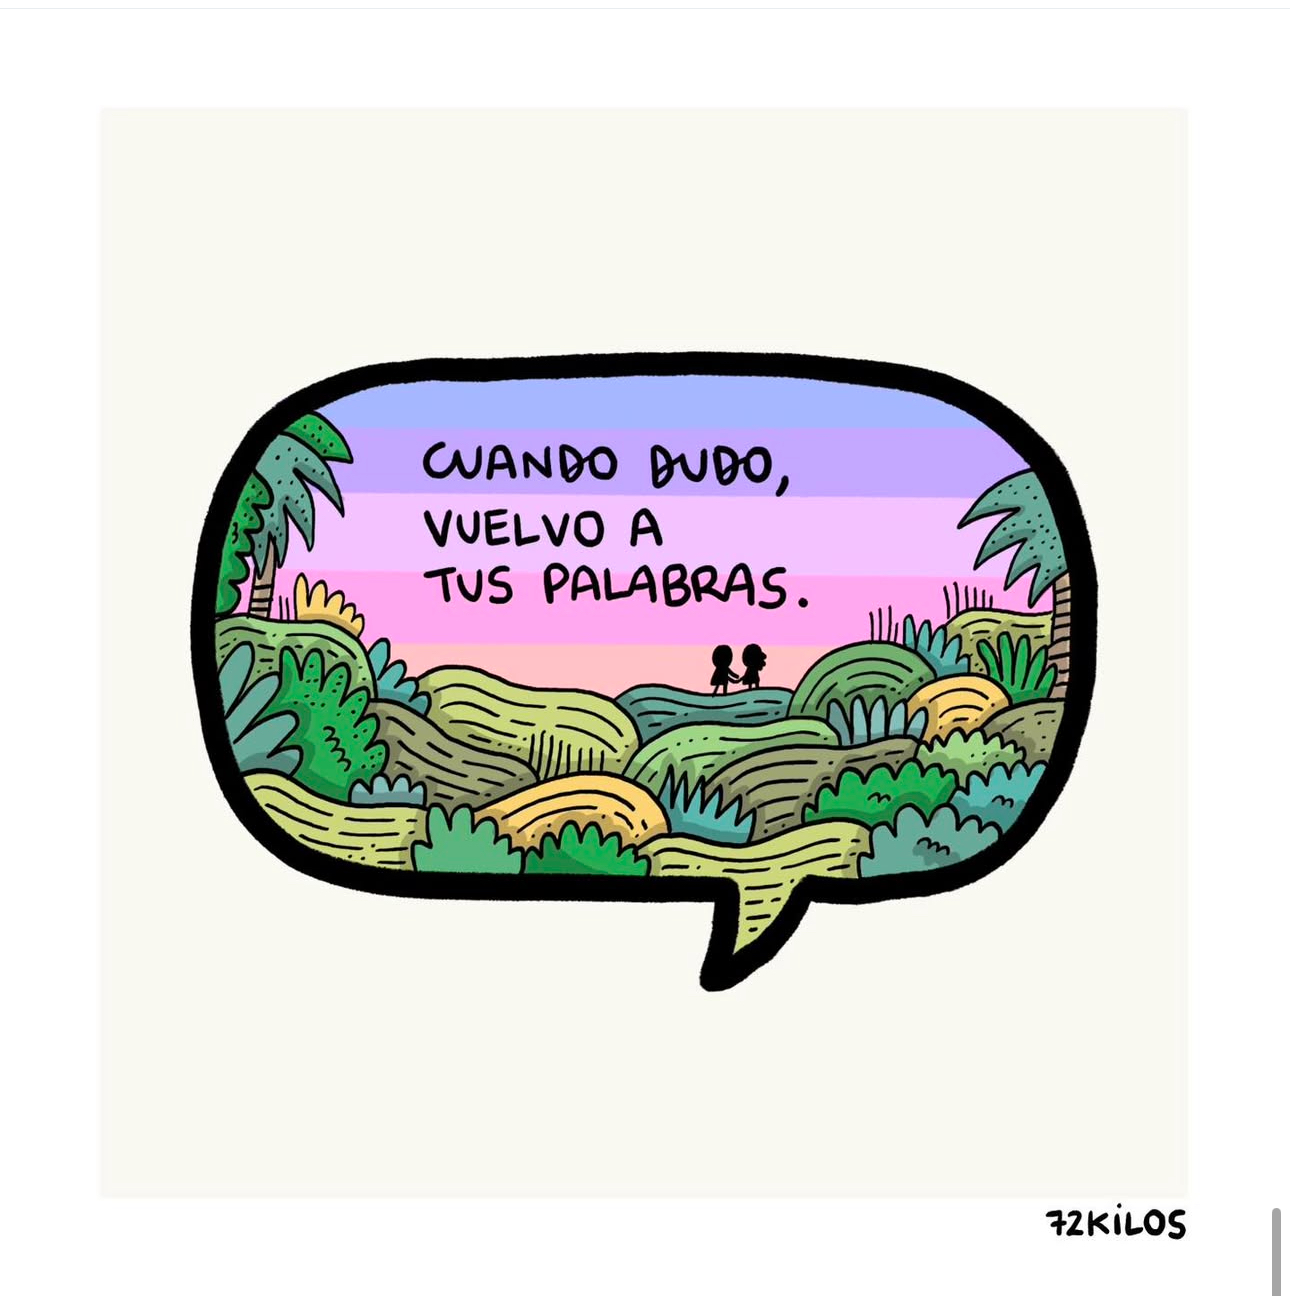 CUANDO DUDO,
VUELVO A
TUS PALABRAS.
72KiLOS